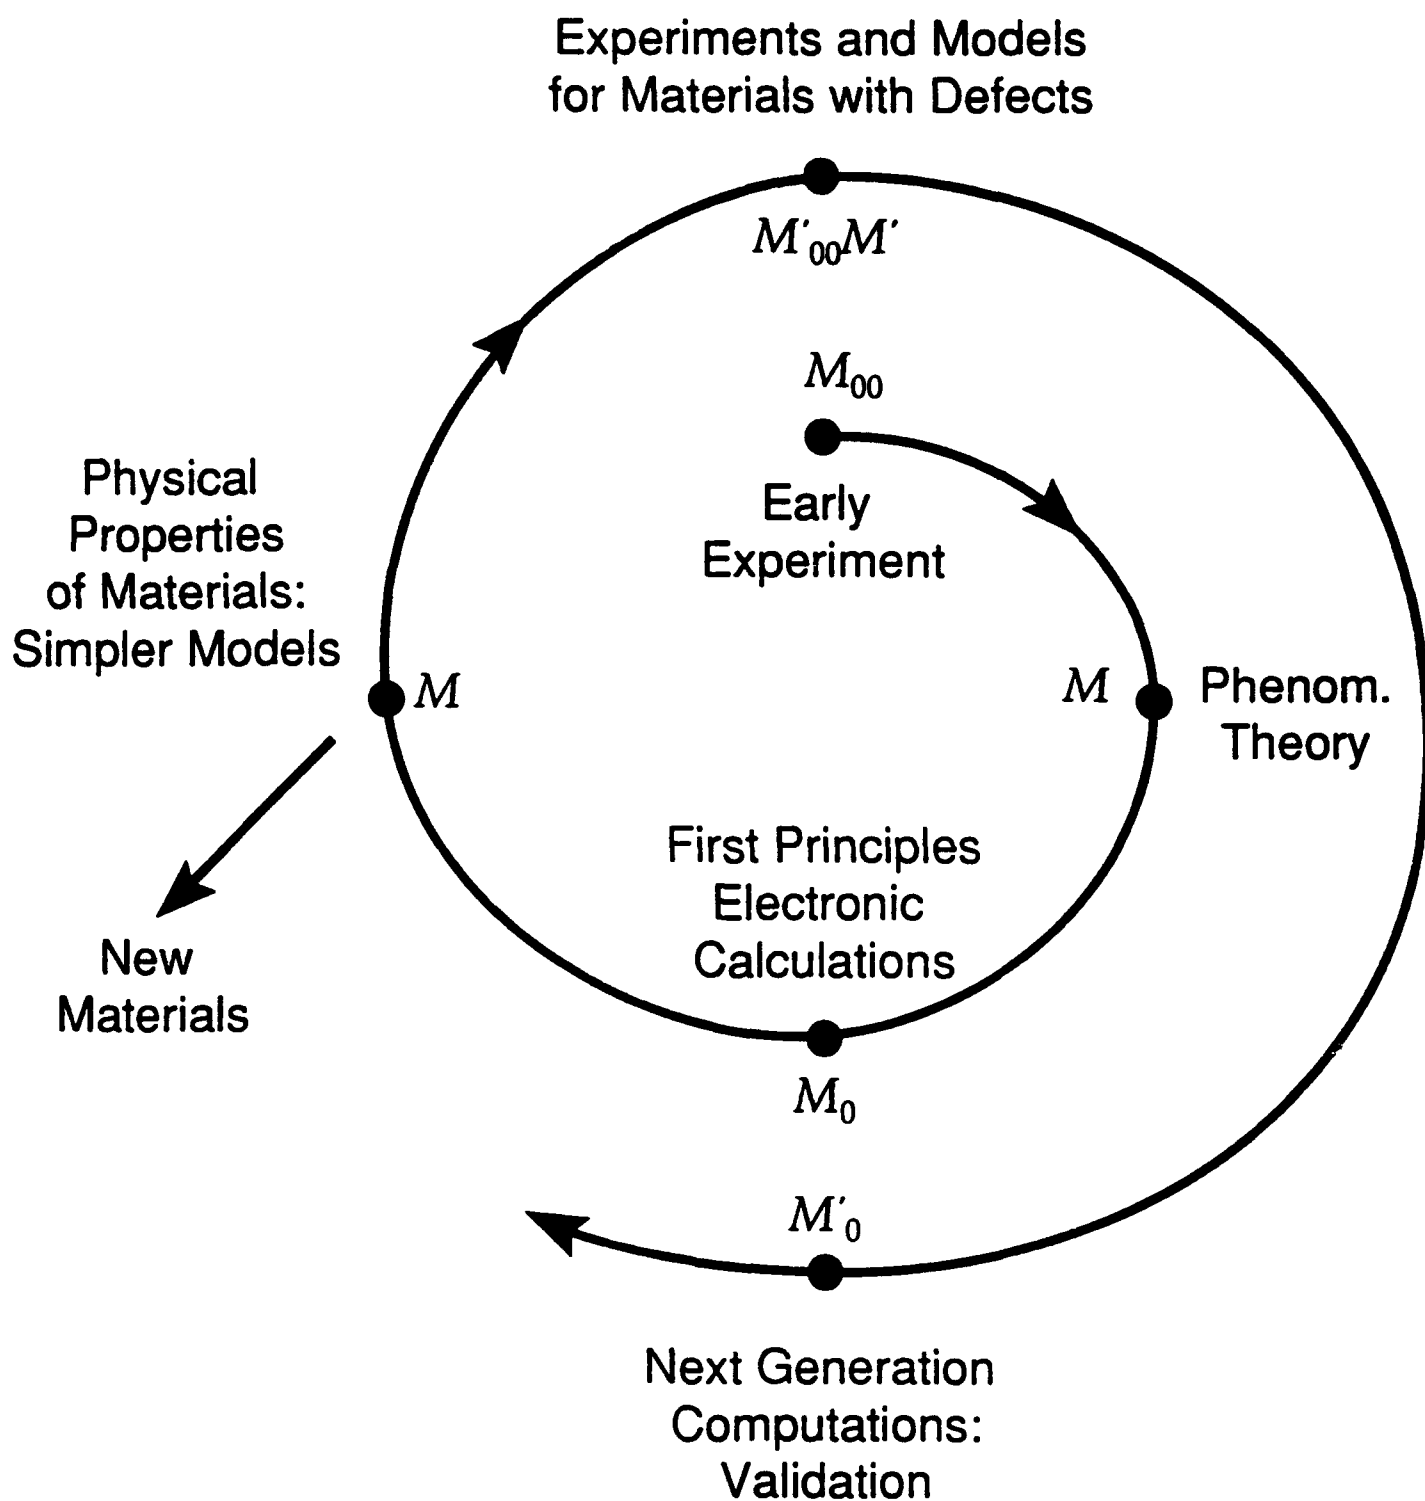 Experiments and Models
for Materials with Defects
M′₀₀M′
M₀₀
Early
Experiment
Physical
Properties
of Materials:
Simpler Models
M
M
Phenom.
Theory
First Principles
Electronic
Calculations
New
Materials
M₀
M′₀
Next Generation
Computations:
Validation